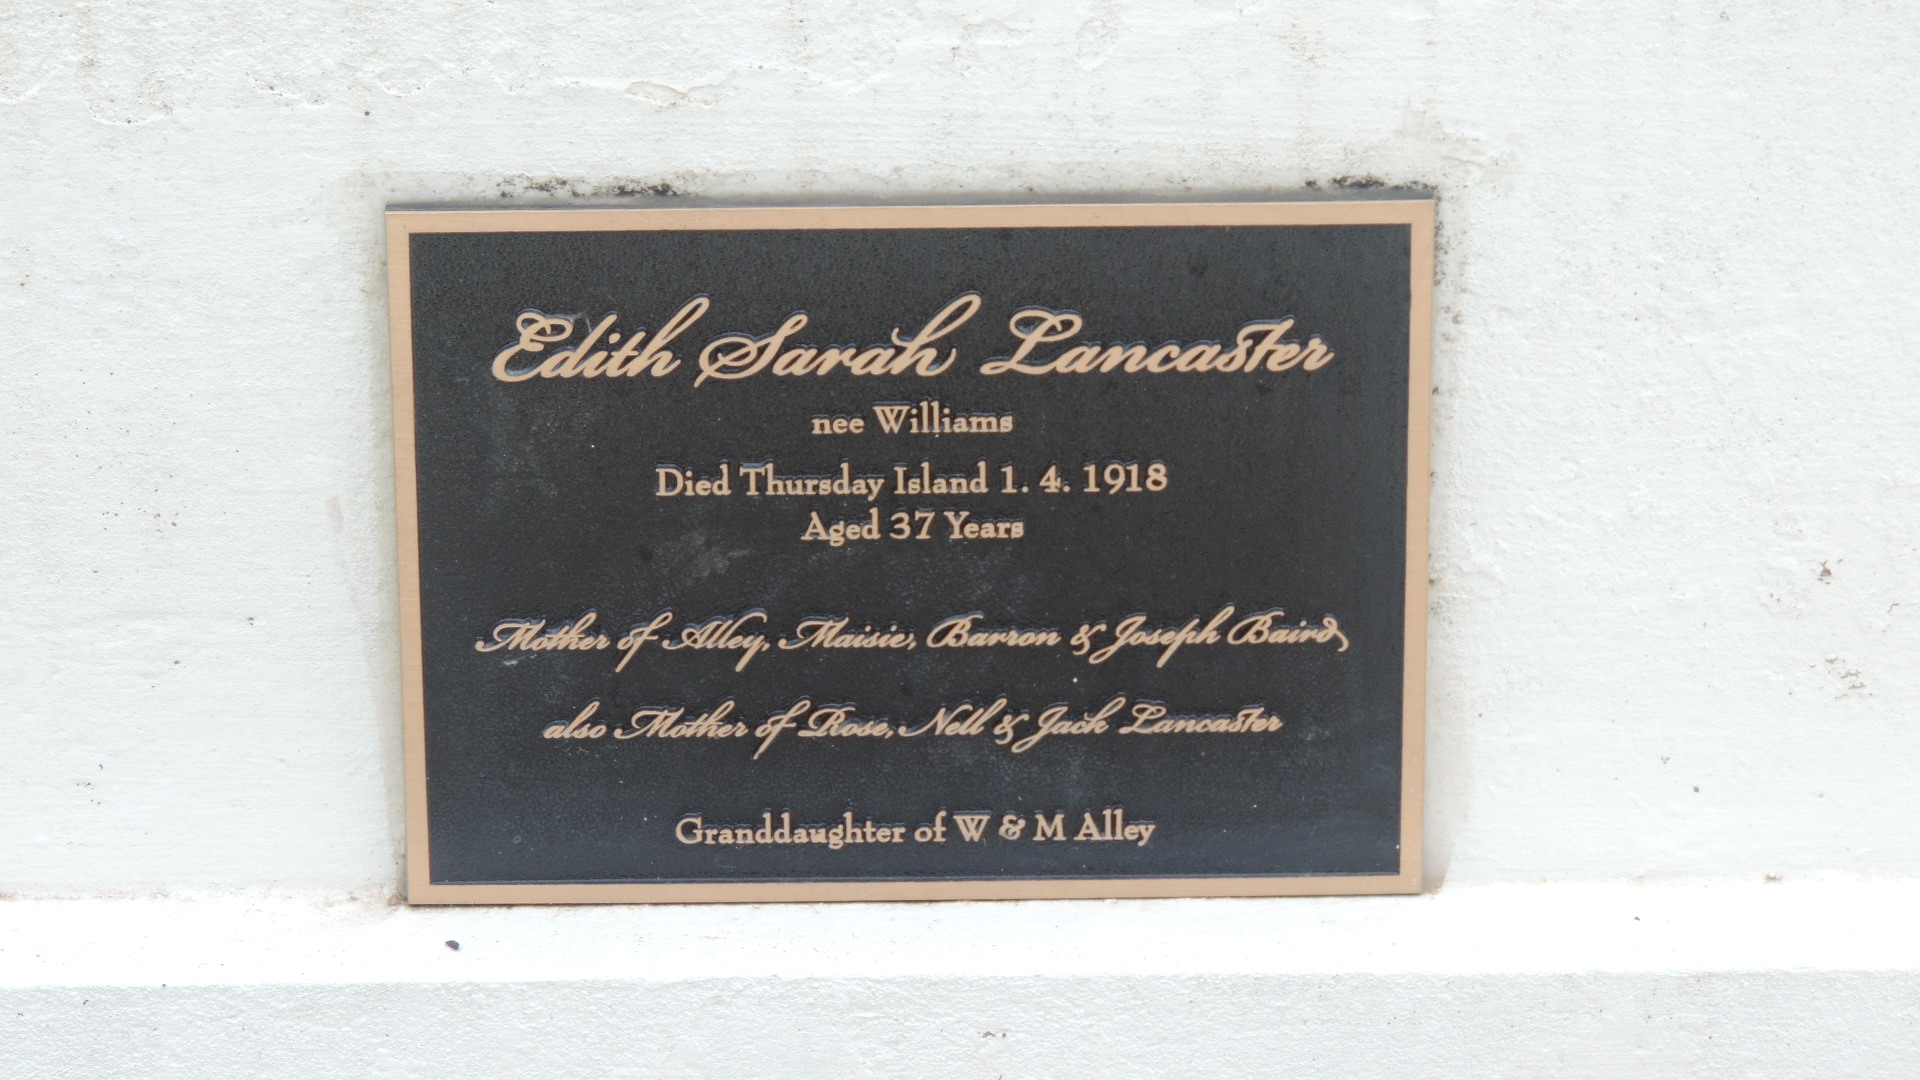 Edith Sarah Lancaster
nee Williams
Died Thursday Island 1. 4. 1918
Aged 37 Years
Mother of Alley, Maisie, Barron & Joseph Baird,
also Mother of Rose, Nell & Jack Lancaster
Granddaughter of W & M Alley